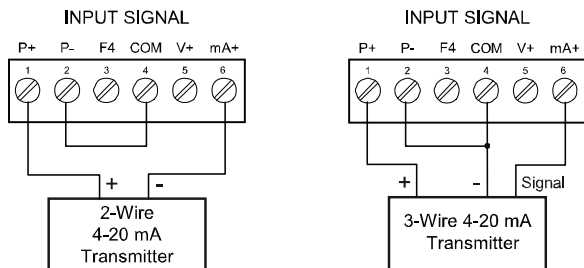 INPUT SIGNAL
P+ P- F4 COM V+ mA+
1 2 3 4 5 6
+ -
2-Wire
4-20 mA
Transmitter
INPUT SIGNAL
P+ P- F4 COM V+ mA+
1 2 3 4 5 6
+ - Signal
3-Wire 4-20 mA
Transmitter